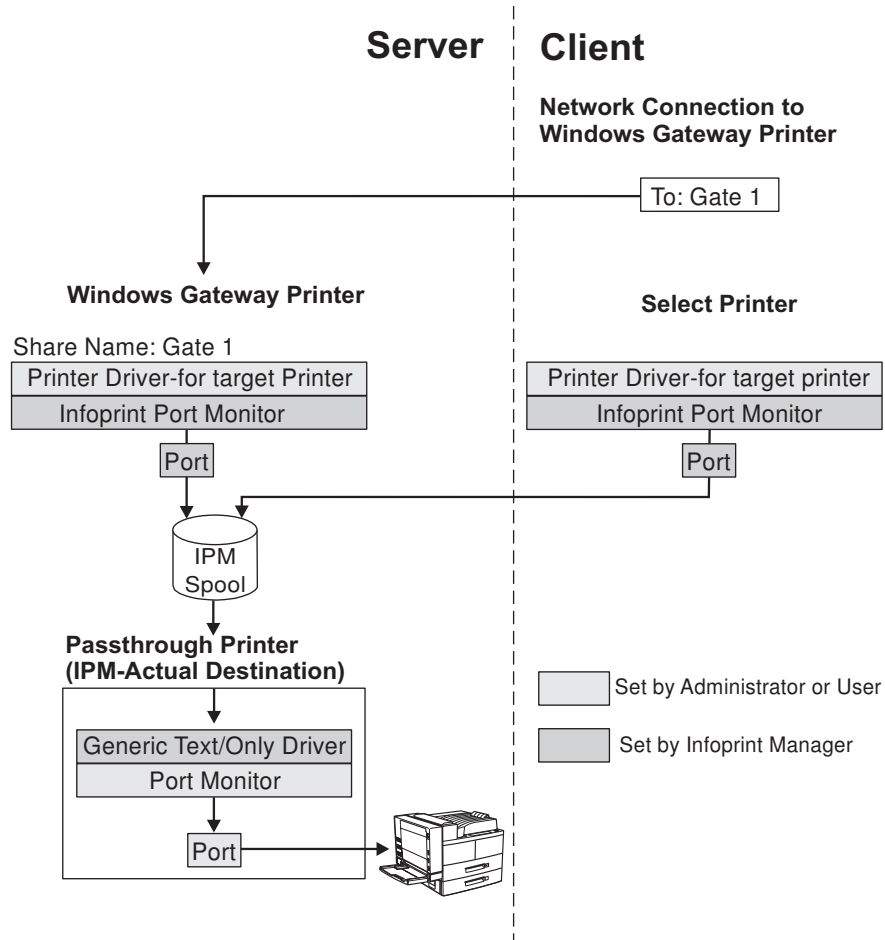 Server
Client
Network Connection to
Windows Gateway Printer
To: Gate 1
Windows Gateway Printer
Select Printer
Share Name: Gate 1
Printer Driver-for target Printer
Infoprint Port Monitor
Port
Printer Driver-for target printer
Infoprint Port Monitor
Port
IPM
Spool
Passthrough Printer
(IPM-Actual Destination)
Generic Text/Only Driver
Port Monitor
Port
Set by Administrator or User
Set by Infoprint Manager